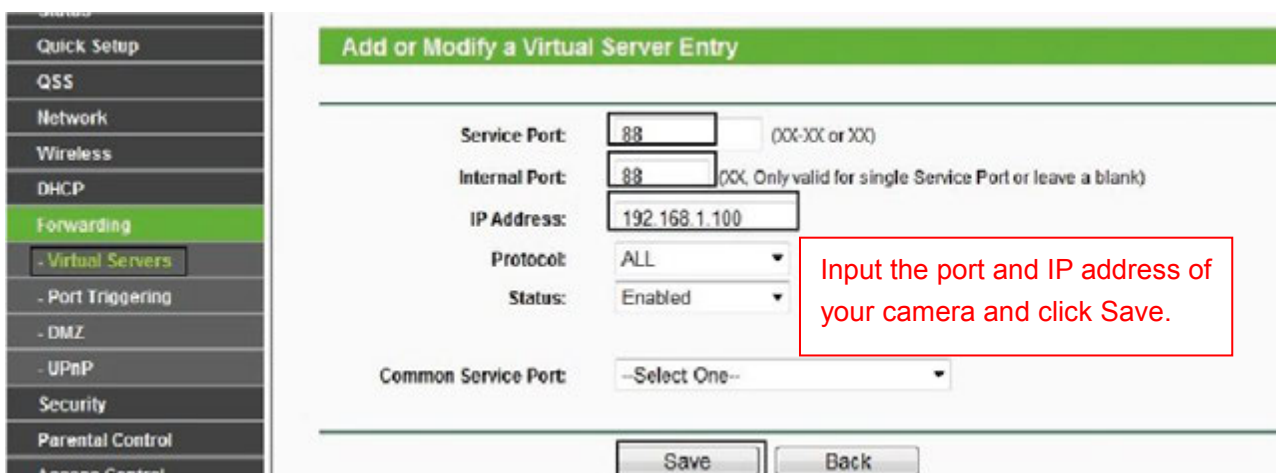 Status
Quick Setup
QSS
Network
Wireless
DHCP
Forwarding
- Virtual Servers
- Port Triggering
- DMZ
- UPnP
Security
Parental Control
Access Control
Add or Modify a Virtual Server Entry
Service Port: 88 (XX-XX or XX)
Internal Port: 88 (XX, Only valid for single Service Port or leave a blank)
IP Address: 192.168.1.100
Protocol: ALL
Status: Enabled
Input the port and IP address of
your camera and click Save.
Common Service Port: --Select One--
Save Back